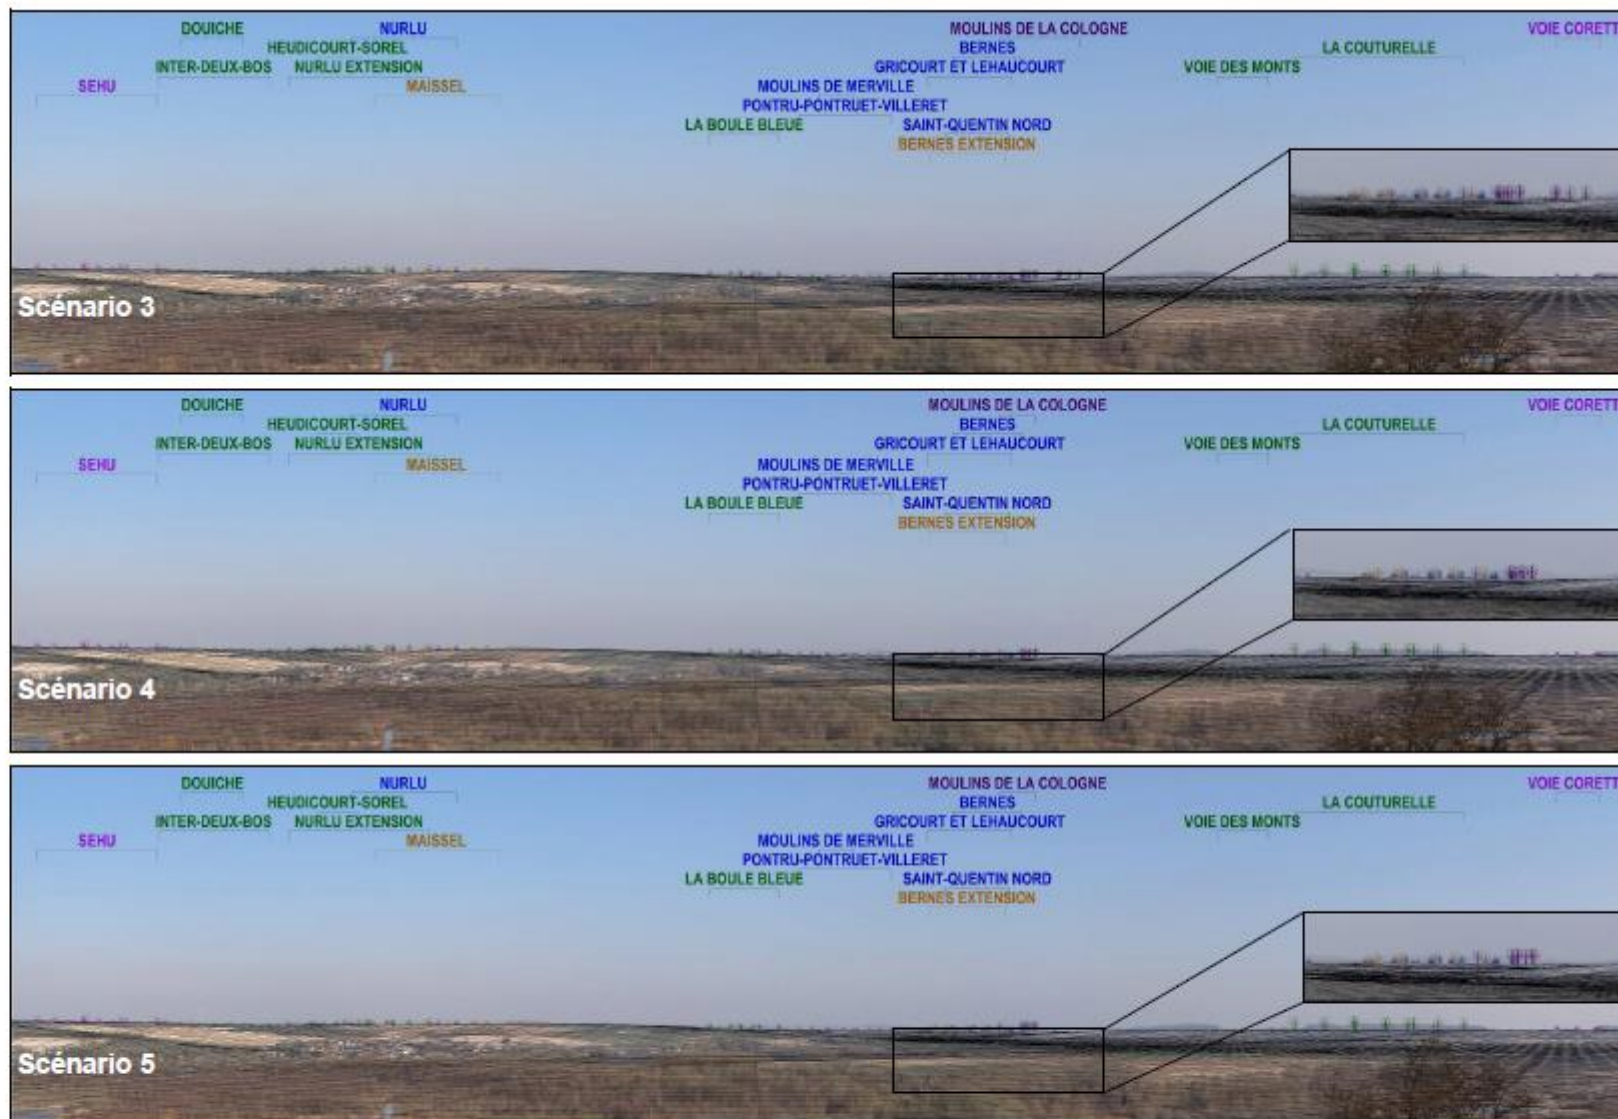 DOUICHE NURLU MOULINS DE LA COLOGNE VOIE CORETT
HEUDICOURT-SOREL BERNES LA COUTURELLE
INTER-DEUX-BOS NURLU EXTENSION GRICOURT ET LEHAUCOURT VOIE DES MONTS
SEHU MAISSEL MOULINS DE MERVILLE
PONTRU-PONTRUET-VILLERET
LA BOULE BLEUE SAINT-QUENTIN NORD
BERNES EXTENSION
Scénario 3
DOUICHE NURLU MOULINS DE LA COLOGNE VOIE CORETT
HEUDICOURT-SOREL BERNES LA COUTURELLE
INTER-DEUX-BOS NURLU EXTENSION GRICOURT ET LEHAUCOURT VOIE DES MONTS
SEHU MAISSEL MOULINS DE MERVILLE
PONTRU-PONTRUET-VILLERET
LA BOULE BLEUE SAINT-QUENTIN NORD
BERNES EXTENSION
Scénario 4
DOUICHE NURLU MOULINS DE LA COLOGNE VOIE CORETT
HEUDICOURT-SOREL BERNES LA COUTURELLE
INTER-DEUX-BOS NURLU EXTENSION GRICOURT ET LEHAUCOURT VOIE DES MONTS
SEHU MAISSEL MOULINS DE MERVILLE
PONTRU-PONTRUET-VILLERET
LA BOULE BLEUE SAINT-QUENTIN NORD
BERNES EXTENSION
Scénario 5